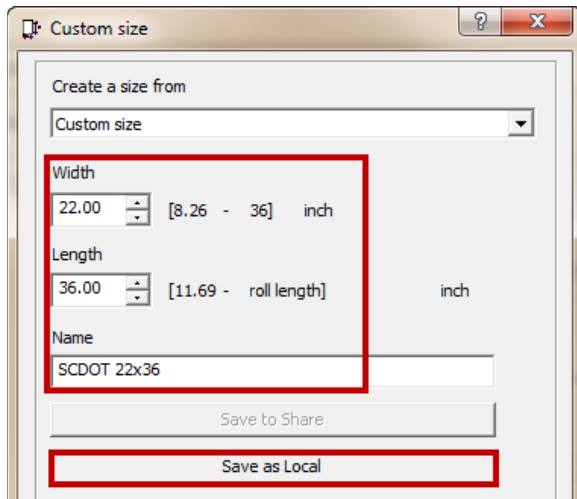 Custom size ? X
Create a size from
Custom size
Width
22.00 [8.26 - 36] inch
Length
36.00 [11.69 - roll length] inch
Name
SCDOT 22x36
Save to Share
Save as Local